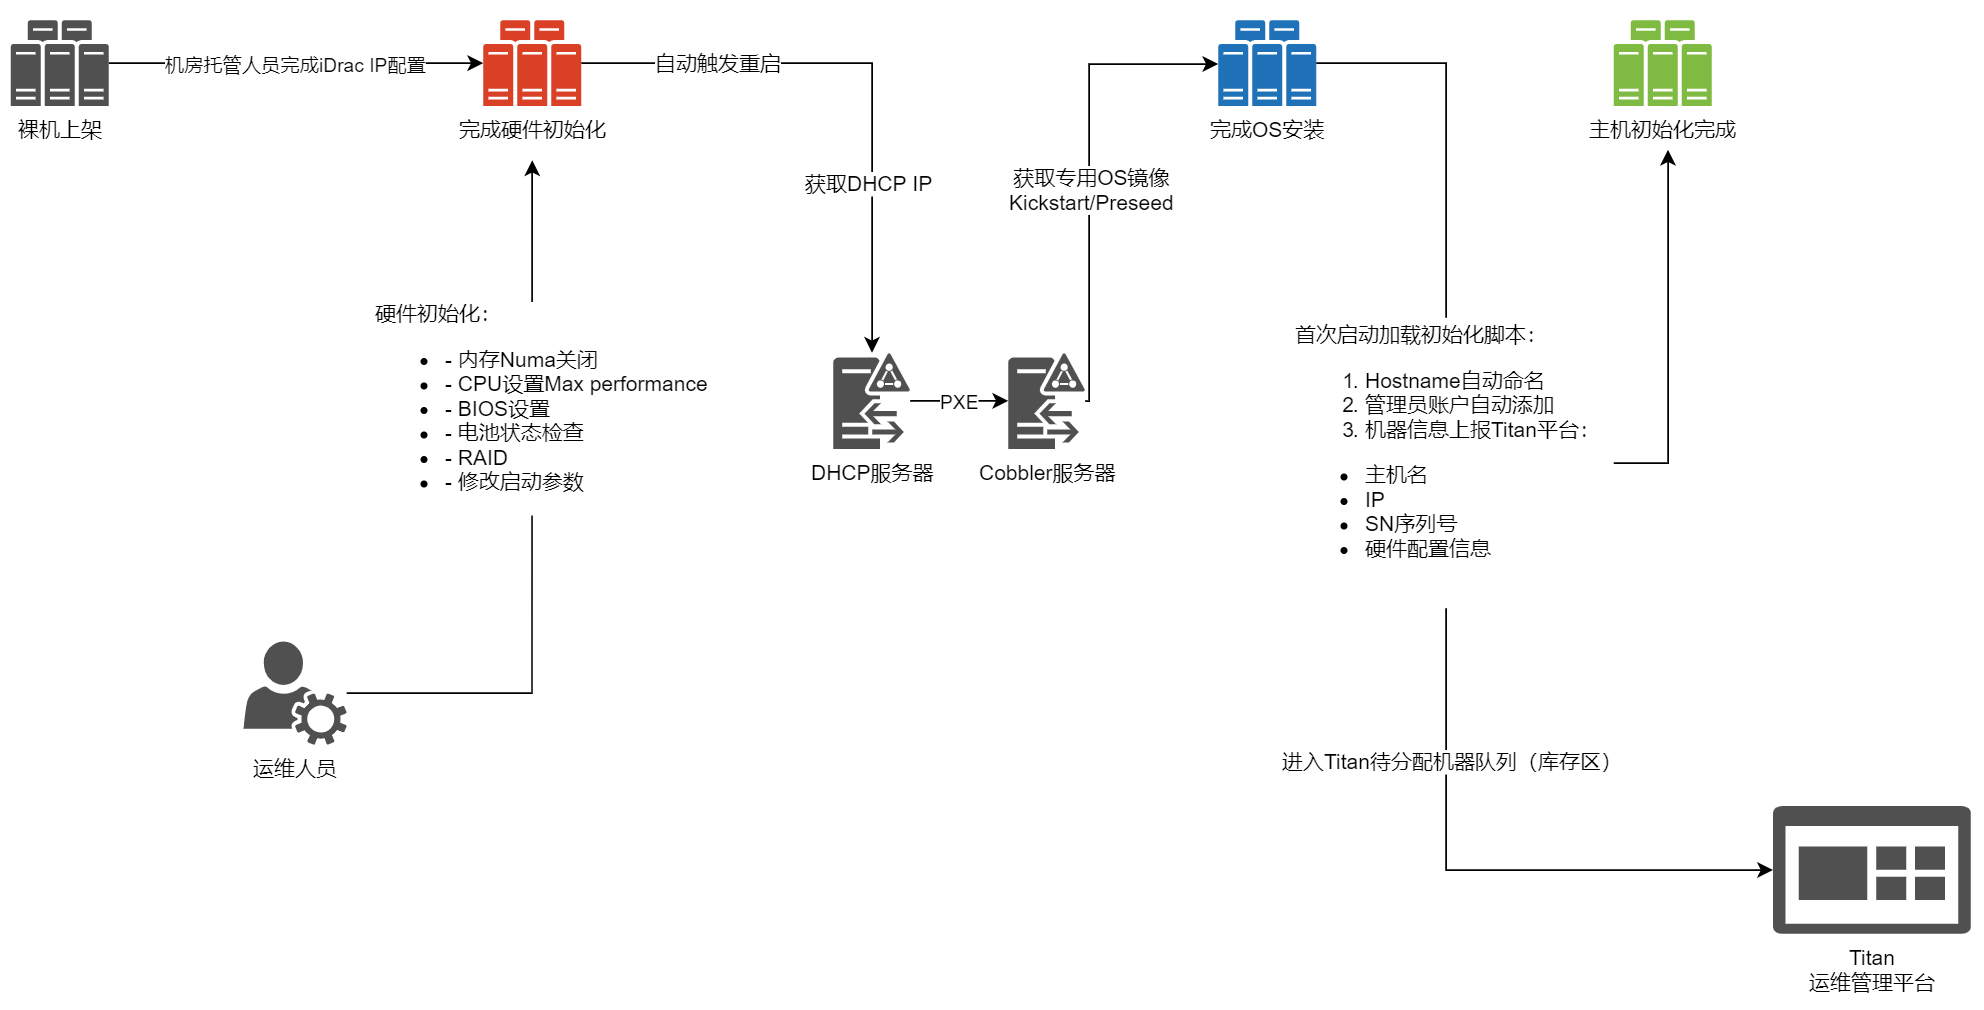 机房托管人员完成iDrac IP配置
自动触发重启
裸机上架
完成硬件初始化
完成OS安装
主机初始化完成
获取DHCP IP
获取专用OS镜像
Kickstart/Preseed
硬件初始化：
- 内存Numa关闭
- CPU设置Max performance
- BIOS设置
- 电池状态检查
- RAID
- 修改启动参数
PXE
DHCP服务器
Cobbler服务器
首次启动加载初始化脚本：
1. Hostname自动命名
2. 管理员账户自动添加
3. 机器信息上报Titan平台：
主机名
IP
SN序列号
硬件配置信息
运维人员
进入Titan待分配机器队列（库存区）
Titan
运维管理平台